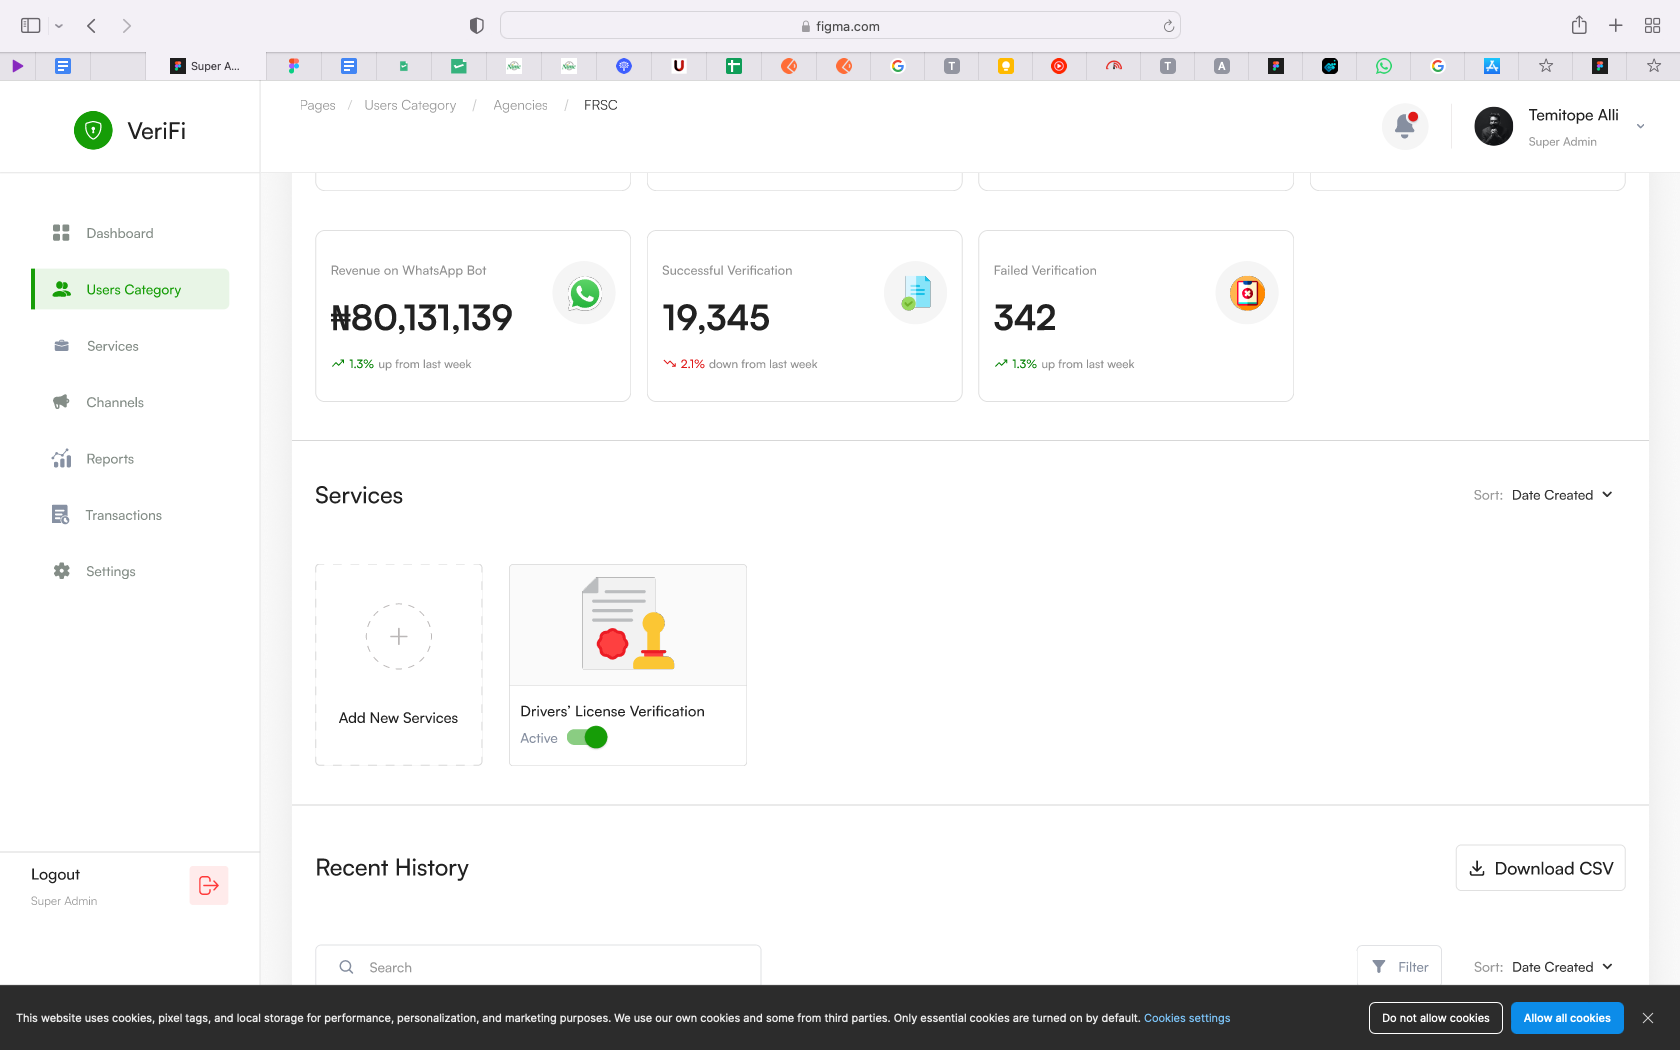 figma.com
Super A...
U
T
T
A
VeriFi
Pages / Users Category / Agencies / FRSC
Temitope Alli
Super Admin
Dashboard
Users Category
Services
Channels
Reports
Transactions
Settings
Logout
Super Admin
Revenue on WhatsApp Bot
₦80,131,139
1.3% up from last week
Successful Verification
19,345
2.1% down from last week
Failed Verification
342
1.3% up from last week
Services
Sort: Date Created
Add New Services
Drivers’ License Verification
Active
Recent History
Download CSV
Search
Filter
Sort: Date Created
This website uses cookies, pixel tags, and local storage for performance, personalization, and marketing purposes. We use our own cookies and some from third parties. Only essential cookies are turned on by default. Cookies settings
Do not allow cookies
Allow all cookies